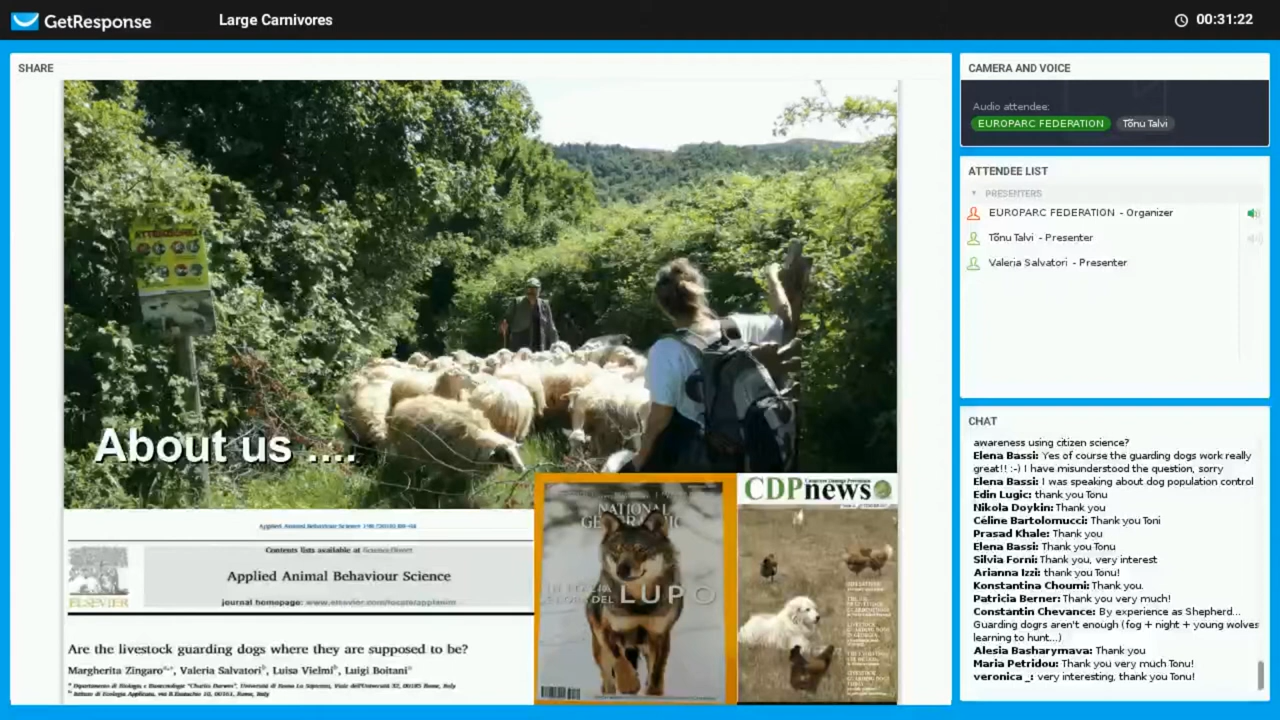 GetResponse
Large Carnivores
00:31:22
SHARE
ATTENZIONE!
About us ....
Contents lists available at ScienceDirect
Applied Animal Behaviour Science
journal homepage: www.elsevier.com/locate/applanim
ELSEVIER
Are the livestock guarding dogs where they are supposed to be?
Margherita Zingaro, Valeria Salvatori, Luisa Vielmi, Luigi Boitani
NATIONAL
GEOGRAPHIC
LUPO
CDPnews
CAMERA AND VOICE
Audio attendee:
EUROPARC FEDERATION Tõnu Talvi
ATTENDEE LIST
PRESENTERS
EUROPARC FEDERATION - Organizer
Tõnu Talvi - Presenter
Valeria Salvatori - Presenter
CHAT
awareness using citizen science?
Elena Bassi: Yes of course the guarding dogs work really
great!! :-) I have misunderstood the question, sorry
Elena Bassi: I was speaking about dog population control
Edin Lugic: thank you Tonu
Nikola Doykin: Thank you
Céline Bartolomucci: Thank you Toni
Prasad Khale: Thank you
Elena Bassi: Thank you Tonu
Silvia Forni: Thank you, very interest
Arianna Izzi: thank you Tonu!
Konstantina Choumi: Thank you.
Patricia Berner: Thank you very much!
Constantin Chevance: By experience as Shepherd...
Guarding dogrs aren't enough (fog + night + young wolves
learning to hunt...)
Alesia Basharymava: Thank you
Maria Petridou: Thank you very much Tonu!
veronica _: very interesting, thank you Tonu!